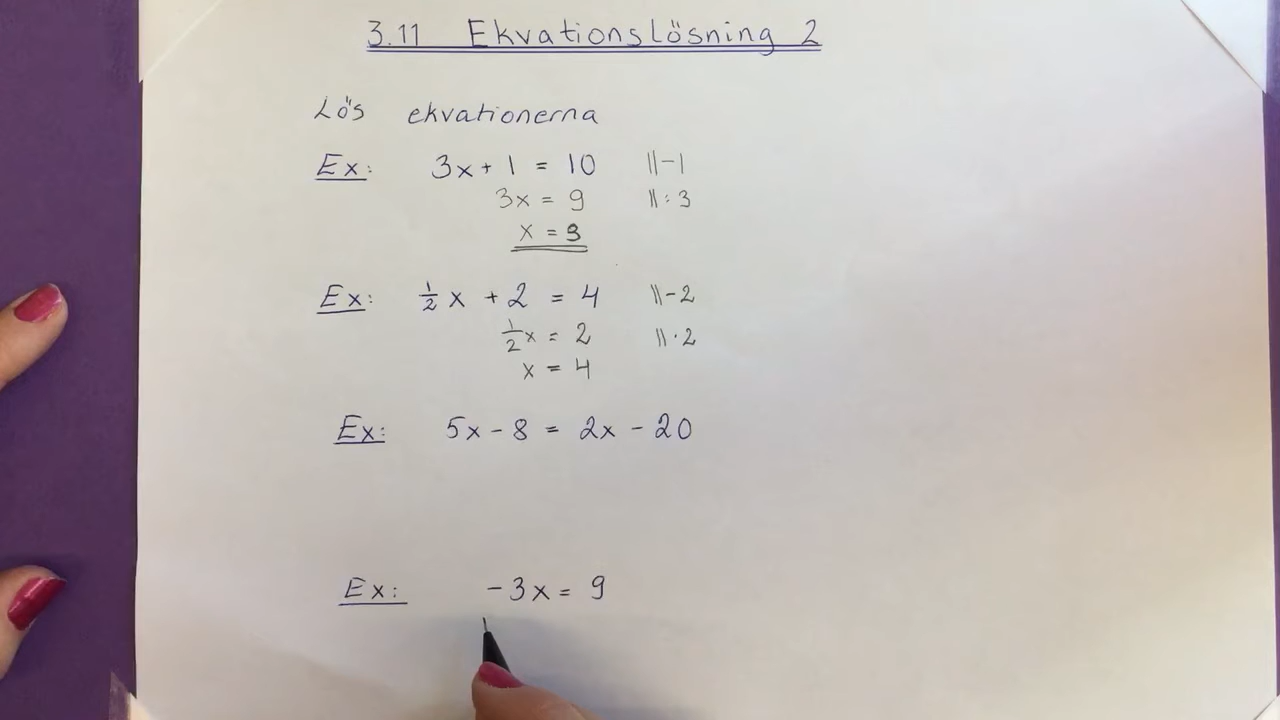 3.11 Ekvationslösning 2
Lös ekvationerna
Ex: 3x + 1 = 10 ||-1
3x = 9 ||:3
x = 3
Ex: ½x + 2 = 4 ||-2
½x = 2 ||·2
x = 4
Ex: 5x - 8 = 2x - 20
Ex: -3x = 9